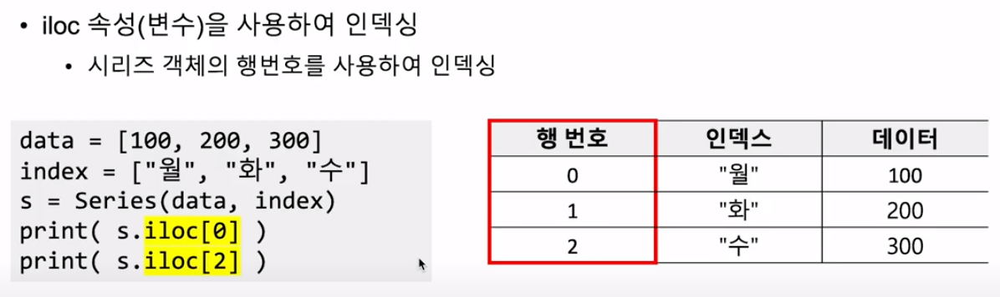 • iloc 속성(변수)을 사용하여 인덱싱
• 시리즈 객체의 행번호를 사용하여 인덱싱
data = [100, 200, 300]
index = ["월", "화", "수"]
s = Series(data, index)
print( s.iloc[0] )
print( s.iloc[2] )
행 번호 인덱스 데이터
0 "월" 100
1 "화" 200
2 "수" 300